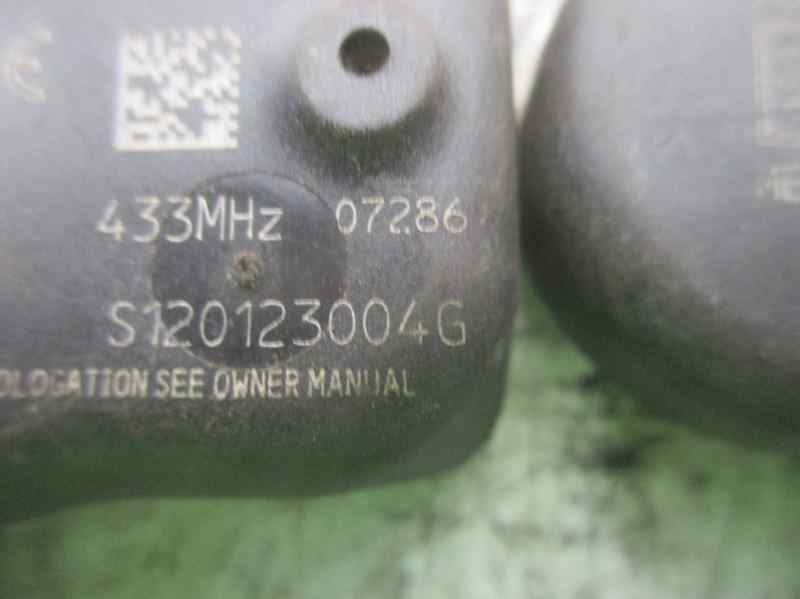 433MHz 07286
S120123004G
OLOGATION SEE OWNER MANUAL